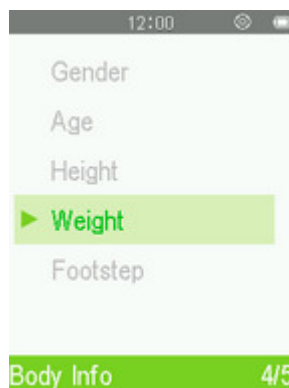 12:00
Gender
Age
Height
Weight
Footstep
Body Info 4/5